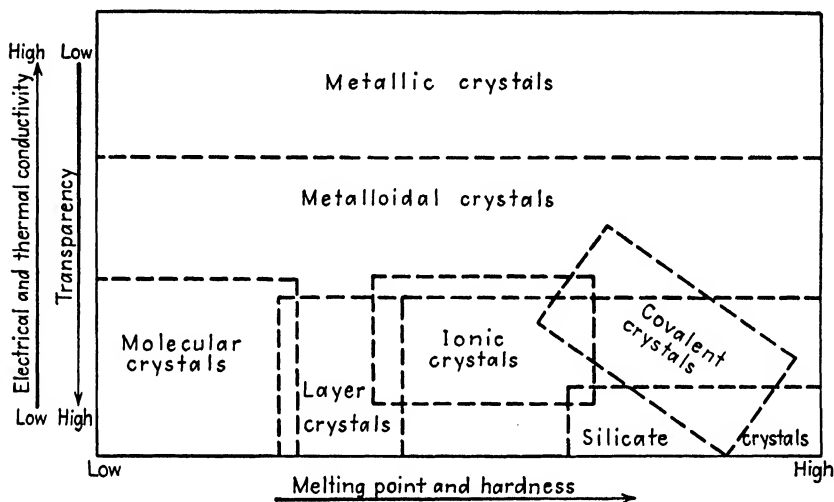 High Low
Electrical and thermal conductivity
Transparency
Low High
Metallic crystals
Metalloidal crystals
Molecular
crystals
Layer
crystals
Ionic
crystals
Covalent
crystals
Silicate crystals
Low High
Melting point and hardness